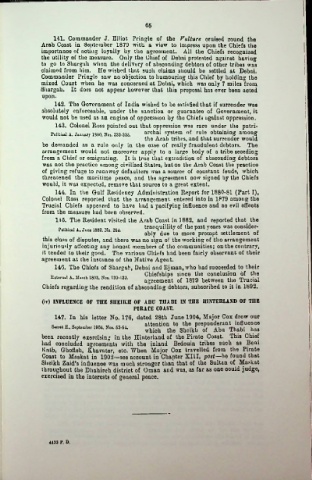 65
141. Commander J. Elliot Pringle of the Vulture cruised round the
Arab Coast in September 1879 with a view to impress upon the Chiefs the
importance of acting loyally by the agreement. All the Chiefs recognized
the utility of the measure. Only the Chief of Debai protested against having
to go to Shargah when the delivery of absconding debtors of other tribes was
claimed from him. He wished that such claims should be settled at Debai.
Commander Pringle saw no objection to humouring this Chief by holding the
mixed Court when he was concerned at Debai, which was only 7 miles from
Shargah. It does not appear however that this proposal has ever been acted
upon.
142. The Government of India wished to be satisfied that if surrender was
absolutely enforceable, under the sanction or guarantee of Government, it
would not be used as an engine of oppression by the Chiefs against oppression.
143. Colonel Ross pointed out that oppression was rare under the patri-
Political A. January 1880, Nos.
archal system of rule obtaining among
the Arab tribes, and that surrender would
be demanded as a rule only in the case of really fraudulent debtors. The
arrangement would not moreover apply to a large body of a tribe seceding
from a Chief or emigrating. It is true that extradition of absconding debtors
was not the practice among civilized States, but on the Arab Coast the practice
of giving refuge to runaway defaulters was a source of constant feuds, which
threatened the maritime peace, and the agreement now signed by the Chiefs
would, it was expected, remove that source to a great extent.
144. In the Gulf Residency Administration Report for 1880-81 (Part I),
Colonel Ross reported that the arrangement entered into in 1879 among the
Trucial Chiefs appeared to have had a pacifying influence and no evil effects
from the measure had been observed.
145. The Resident visited the Arab Coast in 1882, and reported that the
Political A. June 1882, No.
tranquillity of the past years was consider-
ably due to more prompt settlement of
this class of disputes, and there was no sign of the working of the arrangement
injuriously affecting any honest members of the communities; on the contrary,
it tended to their good. The various Chiefs had been fairly observant of their
agreement at the instance of the Native Agent.
146. The Chiefs of Shargah, Debai and Ejman, who had succeeded to their
External A. March 1893, Nos.
Chiefships since the conclusion of the
agreement of 1879 between the Trucial
Chiefs regarding the rendition of absconding debtors, subscribed to it in 1892.
(iv) INFLUENCE OF THE SHEIKH OF ABU THABI IN THE HINTERLAND OF THE
PIRATE COAST.
147. In his letter No. 176, dated 28th June 1904, Major Cox drew our
Secret E., September 1904, Nos.
attention to the preponderant influence
which the Sheikh of Abu Thabi has
been recently exercising in the Hinterland of the Pirate Coast. This Chief
had concluded agreements with the inland Bedouin tribes such as Beni
Kaib, Ghaflah, Khawatar, etc. When Major Cox travelled from the Pirate
Coast to Maskat in 1902—see account in Chapter XIII, post—he found that
Sheikh Zaid's influence was much stronger than that of the Sultan of Maskat
throughout the Dhahirah district of Oman and was, as far as one could judge,
exercised in the interests of general peace.